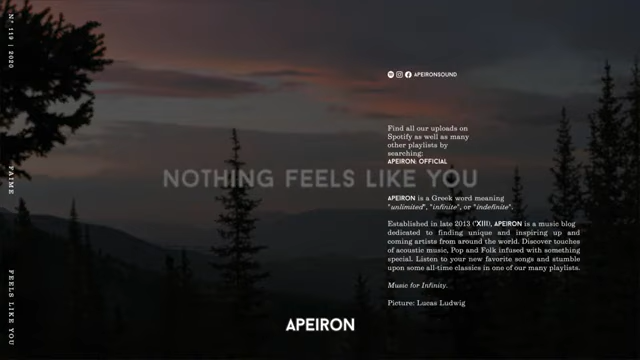 N° 119 | 2020
FAIME
FEELS LIKE YOU
APEIRONSOUND
Find all our uploads on
Spotify as well as many
other playlists by
searching:
APEIRON: OFFICIAL
NOTHING FEELS LIKE YOU
APEIRON is a Greek word meaning
"unlimited", "infinite", or "indefinite".
Established in late 2013 ('XIII), APEIRON is a music blog
dedicated to finding unique and inspiring up and
coming artists from around the world. Discover touches
of acoustic music, Pop and Folk infused with something
special. Listen to your new favorite songs and stumble
upon some all-time classics in one of our many playlists.
Music for Infinity.
Picture: Lucas Ludwig
APEIRON